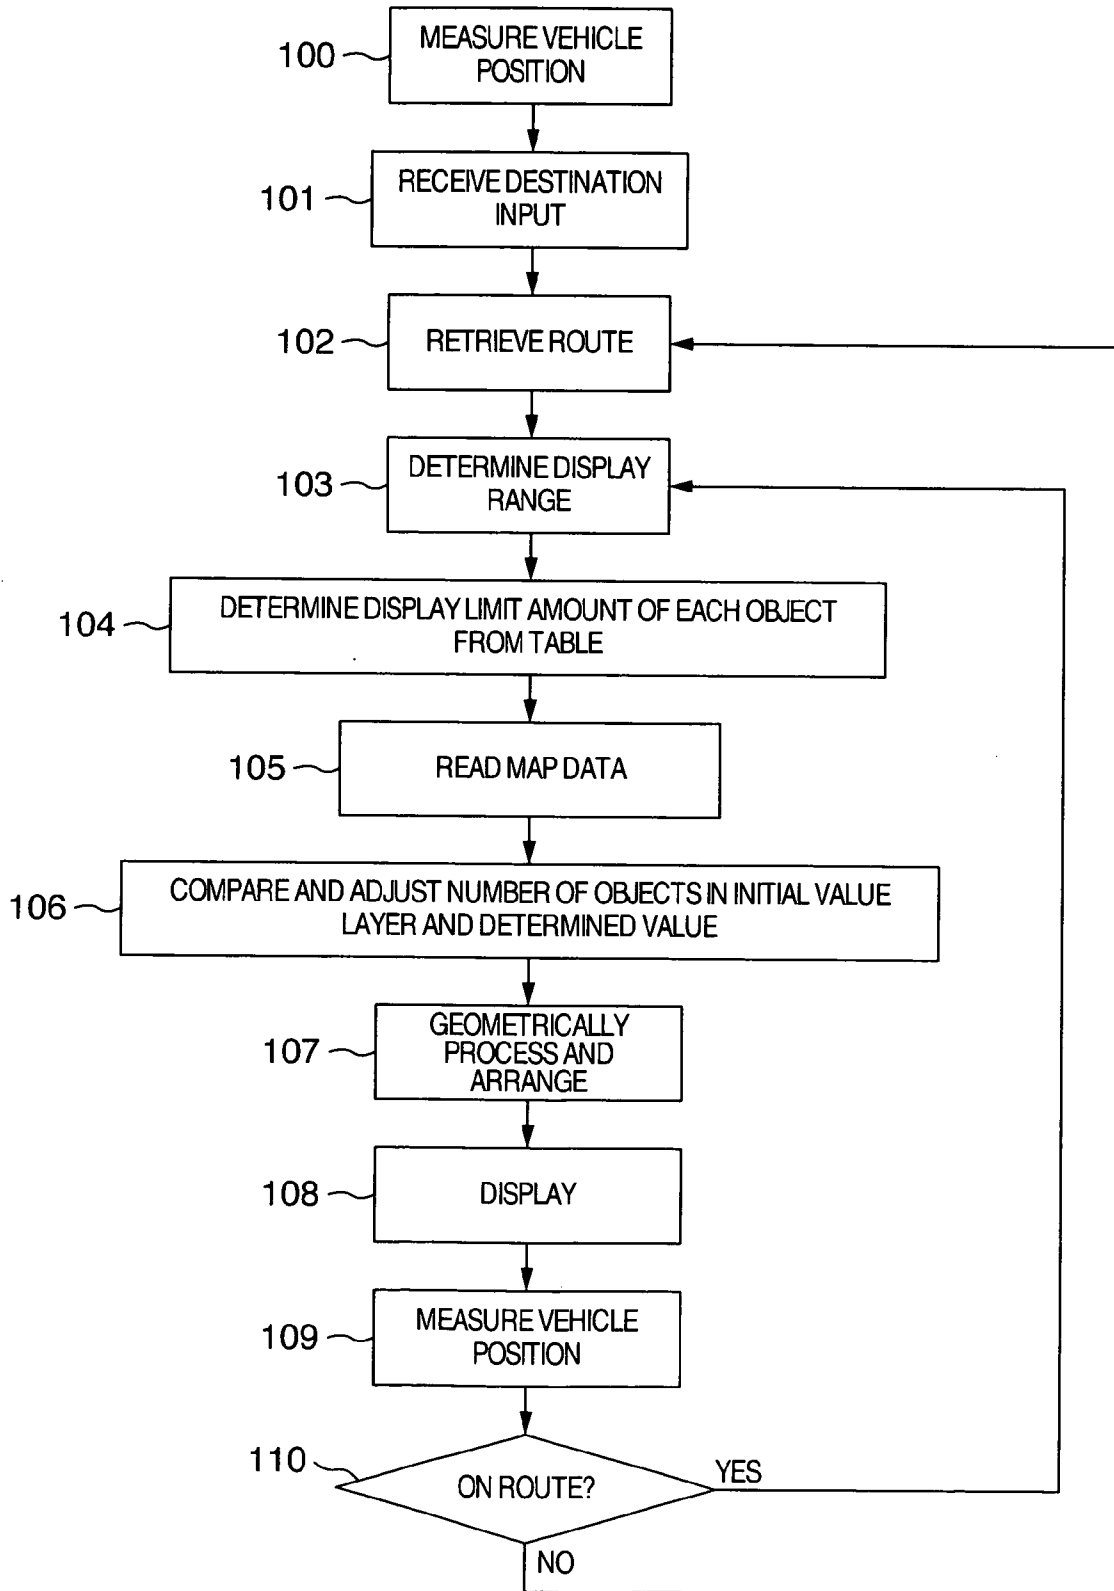 100
MEASURE VEHICLE
POSITION
101
RECEIVE DESTINATION
INPUT
102
RETRIEVE ROUTE
103
DETERMINE DISPLAY
RANGE
104
DETERMINE DISPLAY LIMIT AMOUNT OF EACH OBJECT
FROM TABLE
105
READ MAP DATA
106
COMPARE AND ADJUST NUMBER OF OBJECTS IN INITIAL VALUE
LAYER AND DETERMINED VALUE
107
GEOMETRICALLY
PROCESS AND
ARRANGE
108
DISPLAY
109
MEASURE VEHICLE
POSITION
110
ON ROUTE?
YES
NO